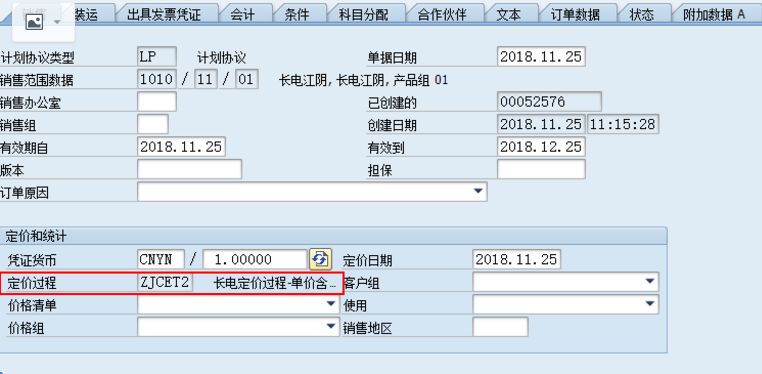 装运 出具发票凭证 会计 条件 科目分配 合作伙伴 文本 订单数据 状态 附加数据 A
计划协议类型 LP 计划协议 单据日期 2018.11.25
销售范围数据 1010 / 11 / 01 长电江阴, 长电江阴, 产品组 01
销售办公室 已创建的 00052576
销售组 创建日期 2018.11.25 11:15:28
有效期自 2018.11.25 有效到 2018.12.25
版本 担保
订单原因
定价和统计
凭证货币 CNYN / 1.00000 定价日期 2018.11.25
定价过程 ZJCET2 长电定价过程-单价含… 客户组
价格清单 使用
价格组 销售地区